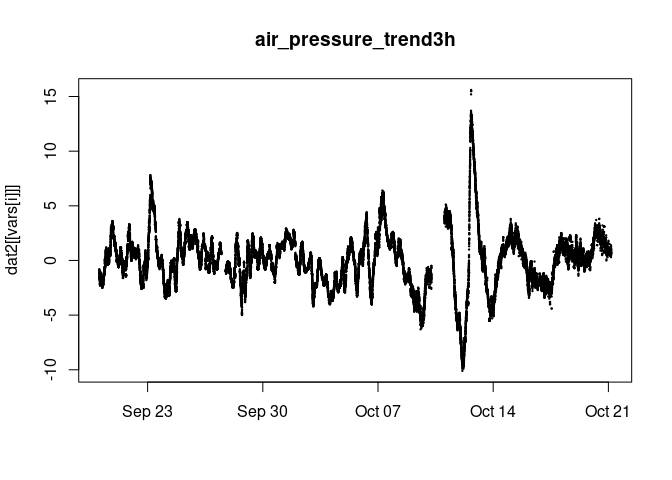 air_pressure_trend3h
dat2[[vars[i]]]
15
10
5
0
-5
-10
Sep 23
Sep 30
Oct 07
Oct 14
Oct 21